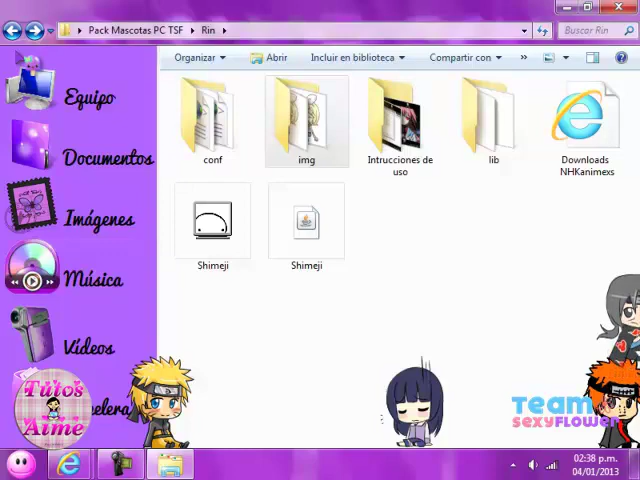 Pack Mascotas PC TSF
Rin
Buscar Rin
Organizar
Abrir
Incluir en biblioteca
Compartir con
»
Equipo
Documentos
Imágenes
Música
Vídeos
conf
img
Intrucciones de
uso
lib
Downloads
NHKanimexs
Shimeji
Shimeji
Tutos
Aime
TEAM
SEXYFLOWER
02:38 p.m.
04/01/2013